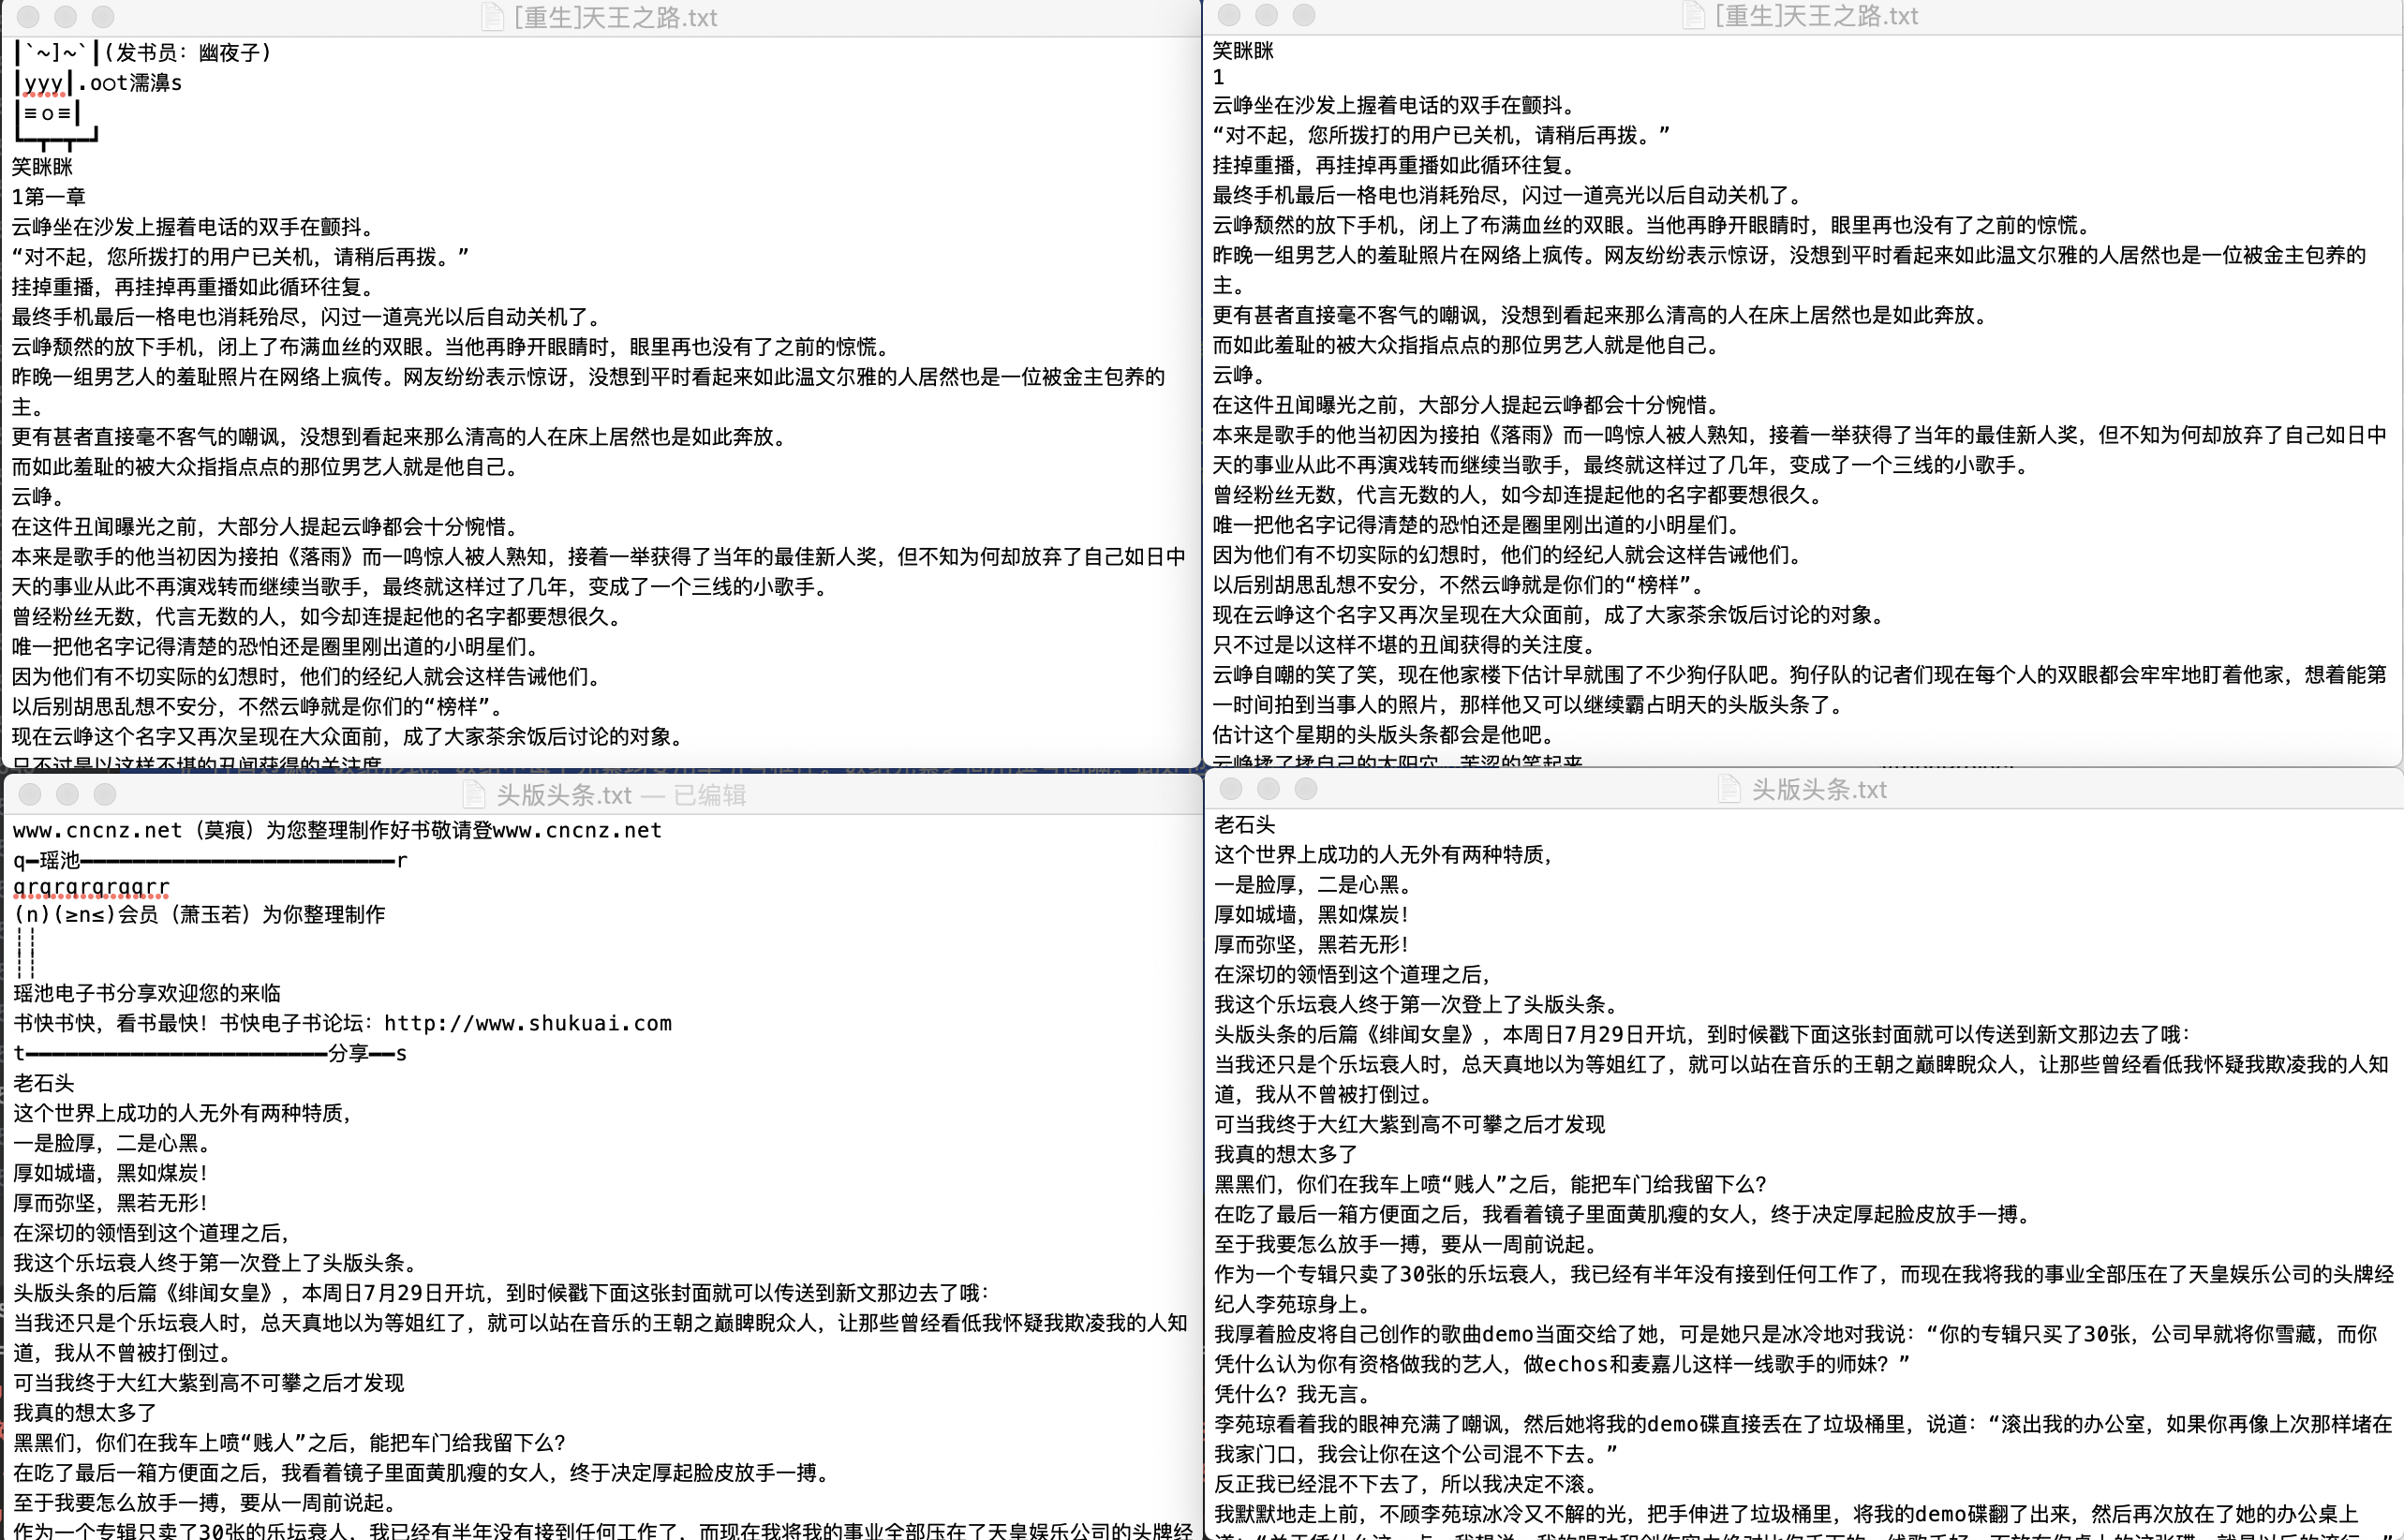 [重生]天王之路.txt
┃`~]~`┃(发书员：幽夜子)
┃yyy┃.o○t濡濞s
┃≡o≡┃
┗━┯━┯━┛
笑眯眯
1第一章
云峥坐在沙发上握着电话的双手在颤抖。
“对不起，您所拨打的用户已关机，请稍后再拨。”
挂掉重播，再挂掉再重播如此循环往复。
最终手机最后一格电也消耗殆尽，闪过一道亮光以后自动关机了。
云峥颓然的放下手机，闭上了布满血丝的双眼。当他再睁开眼睛时，眼里再也没有了之前的惊慌。
昨晚一组男艺人的羞耻照片在网络上疯传。网友纷纷表示惊讶，没想到平时看起来如此温文尔雅的人居然也是一位被金主包养的
主。
更有甚者直接毫不客气的嘲讽，没想到看起来那么清高的人在床上居然也是如此奔放。
而如此羞耻的被大众指指点点的那位男艺人就是他自己。
云峥。
在这件丑闻曝光之前，大部分人提起云峥都会十分惋惜。
本来是歌手的他当初因为接拍《落雨》而一鸣惊人被人熟知，接着一举获得了当年的最佳新人奖，但不知为何却放弃了自己如日中
天的事业从此不再演戏转而继续当歌手，最终就这样过了几年，变成了一个三线的小歌手。
曾经粉丝无数，代言无数的人，如今却连提起他的名字都要想很久。
唯一把他名字记得清楚的恐怕还是圈里刚出道的小明星们。
因为他们有不切实际的幻想时，他们的经纪人就会这样告诫他们。
以后别胡思乱想不安分，不然云峥就是你们的“榜样”。
现在云峥这个名字又再次呈现在大众面前，成了大家茶余饭后讨论的对象。
只不过是以这样不堪的丑闻获得的关注度
[重生]天王之路.txt
笑眯眯
1
云峥坐在沙发上握着电话的双手在颤抖。
“对不起，您所拨打的用户已关机，请稍后再拨。”
挂掉重播，再挂掉再重播如此循环往复。
最终手机最后一格电也消耗殆尽，闪过一道亮光以后自动关机了。
云峥颓然的放下手机，闭上了布满血丝的双眼。当他再睁开眼睛时，眼里再也没有了之前的惊慌。
昨晚一组男艺人的羞耻照片在网络上疯传。网友纷纷表示惊讶，没想到平时看起来如此温文尔雅的人居然也是一位被金主包养的
主。
更有甚者直接毫不客气的嘲讽，没想到看起来那么清高的人在床上居然也是如此奔放。
而如此羞耻的被大众指指点点的那位男艺人就是他自己。
云峥。
在这件丑闻曝光之前，大部分人提起云峥都会十分惋惜。
本来是歌手的他当初因为接拍《落雨》而一鸣惊人被人熟知，接着一举获得了当年的最佳新人奖，但不知为何却放弃了自己如日中
天的事业从此不再演戏转而继续当歌手，最终就这样过了几年，变成了一个三线的小歌手。
曾经粉丝无数，代言无数的人，如今却连提起他的名字都要想很久。
唯一把他名字记得清楚的恐怕还是圈里刚出道的小明星们。
因为他们有不切实际的幻想时，他们的经纪人就会这样告诫他们。
以后别胡思乱想不安分，不然云峥就是你们的“榜样”。
现在云峥这个名字又再次呈现在大众面前，成了大家茶余饭后讨论的对象。
只不过是以这样不堪的丑闻获得的关注度。
云峥自嘲的笑了笑，现在他家楼下估计早就围了不少狗仔队吧。狗仔队的记者们现在每个人的双眼都会牢牢地盯着他家，想着能第
一时间拍到当事人的照片，那样他又可以继续霸占明天的头版头条了。
估计这个星期的头版头条都会是他吧。
云峥揉了揉自己的太阳穴，苦涩的笑起来
头版头条.txt — 已编辑
www.cncnz.net（莫痕）为您整理制作好书敬请登www.cncnz.net
q━瑶池━━━━━━━━━━━━━━━━━━━━━━━━r
qrqrqrqrqqrr
(n)(≥n≤)会员（萧玉若）为你整理制作
┆┆
┆┆
瑶池电子书分享欢迎您的来临
书快书快，看书最快！书快电子书论坛：http://www.shukuai.com
t━━━━━━━━━━━━━━━━━━━━━━━分享━━s
老石头
这个世界上成功的人无外有两种特质，
一是脸厚，二是心黑。
厚如城墙，黑如煤炭！
厚而弥坚，黑若无形！
在深切的领悟到这个道理之后，
我这个乐坛衰人终于第一次登上了头版头条。
头版头条的后篇《绯闻女皇》，本周日7月29日开坑，到时候戳下面这张封面就可以传送到新文那边去了哦：
当我还只是个乐坛衰人时，总天真地以为等姐红了，就可以站在音乐的王朝之巅睥睨众人，让那些曾经看低我怀疑我欺凌我的人知
道，我从不曾被打倒过。
可当我终于大红大紫到高不可攀之后才发现
我真的想太多了
黑黑们，你们在我车上喷“贱人”之后，能把车门给我留下么？
在吃了最后一箱方便面之后，我看着镜子里面黄肌瘦的女人，终于决定厚起脸皮放手一搏。
至于我要怎么放手一搏，要从一周前说起。
作为一个专辑只卖了30张的乐坛衰人，我已经有半年没有接到任何工作了，而现在我将我的事业全部压在了天皇娱乐公司的头牌经
头版头条.txt
老石头
这个世界上成功的人无外有两种特质，
一是脸厚，二是心黑。
厚如城墙，黑如煤炭！
厚而弥坚，黑若无形！
在深切的领悟到这个道理之后，
我这个乐坛衰人终于第一次登上了头版头条。
头版头条的后篇《绯闻女皇》，本周日7月29日开坑，到时候戳下面这张封面就可以传送到新文那边去了哦：
当我还只是个乐坛衰人时，总天真地以为等姐红了，就可以站在音乐的王朝之巅睥睨众人，让那些曾经看低我怀疑我欺凌我的人知
道，我从不曾被打倒过。
可当我终于大红大紫到高不可攀之后才发现
我真的想太多了
黑黑们，你们在我车上喷“贱人”之后，能把车门给我留下么？
在吃了最后一箱方便面之后，我看着镜子里面黄肌瘦的女人，终于决定厚起脸皮放手一搏。
至于我要怎么放手一搏，要从一周前说起。
作为一个专辑只卖了30张的乐坛衰人，我已经有半年没有接到任何工作了，而现在我将我的事业全部压在了天皇娱乐公司的头牌经
纪人李苑琼身上。
我厚着脸皮将自己创作的歌曲demo当面交给了她，可是她只是冰冷地对我说：“你的专辑只买了30张，公司早就将你雪藏，而你
凭什么认为你有资格做我的艺人，做echos和麦嘉儿这样一线歌手的师妹？”
凭什么？我无言。
李苑琼看着我的眼神充满了嘲讽，然后她将我的demo碟直接丢在了垃圾桶里，说道：“滚出我的办公室，如果你再像上次那样堵在
我家门口，我会让你在这个公司混不下去。”
反正我已经混不下去了，所以我决定不滚。
我默默地走上前，不顾李苑琼冰冷又不解的光，把手伸进了垃圾桶里，将我的demo碟翻了出来，然后再次放在了她的办公桌上